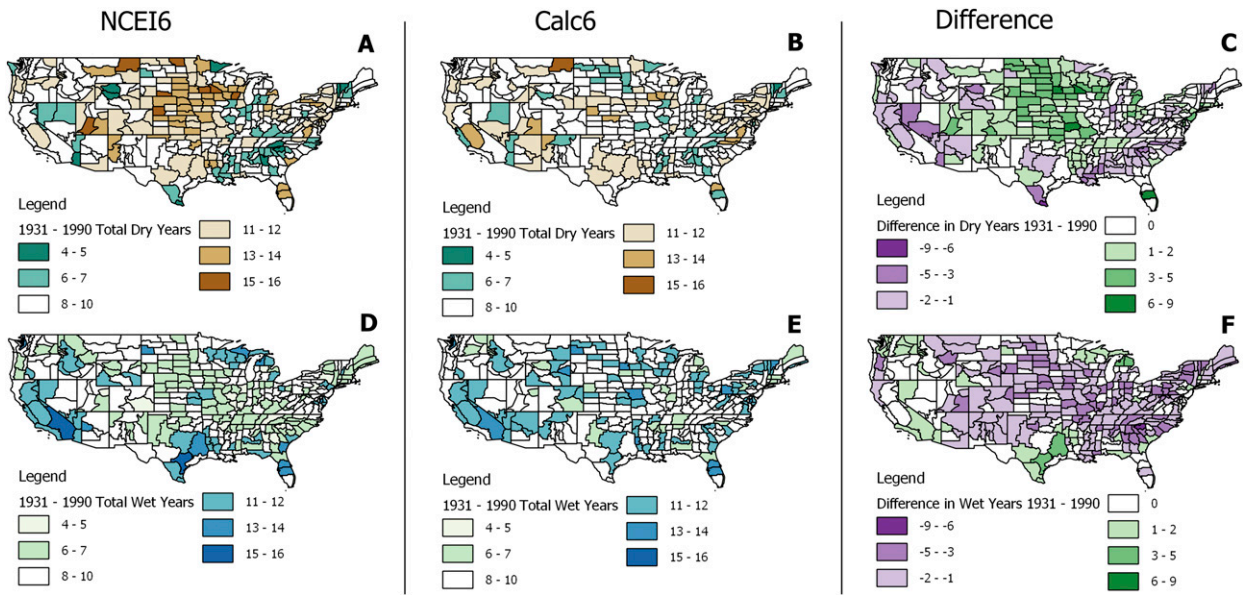 NCEI6
Calc6
Difference
A
B
C
Legend
1931 - 1990 Total Dry Years
4 - 5
6 - 7
8 - 10
11 - 12
13 - 14
15 - 16
Legend
1931 - 1990 Total Dry Years
4 - 5
6 - 7
8 - 10
11 - 12
13 - 14
15 - 16
Legend
Difference in Dry Years 1931 - 1990
-9 - -6
-5 - -3
-2 - -1
0
1 - 2
3 - 5
6 - 9
D
E
F
Legend
1931 - 1990 Total Wet Years
4 - 5
6 - 7
8 - 10
11 - 12
13 - 14
15 - 16
Legend
1931 - 1990 Total Wet Years
4 - 5
6 - 7
8 - 10
11 - 12
13 - 14
15 - 16
Legend
Difference in Wet Years 1931 - 1990
-9 - -6
-5 - -3
-2 - -1
0
1 - 2
3 - 5
6 - 9